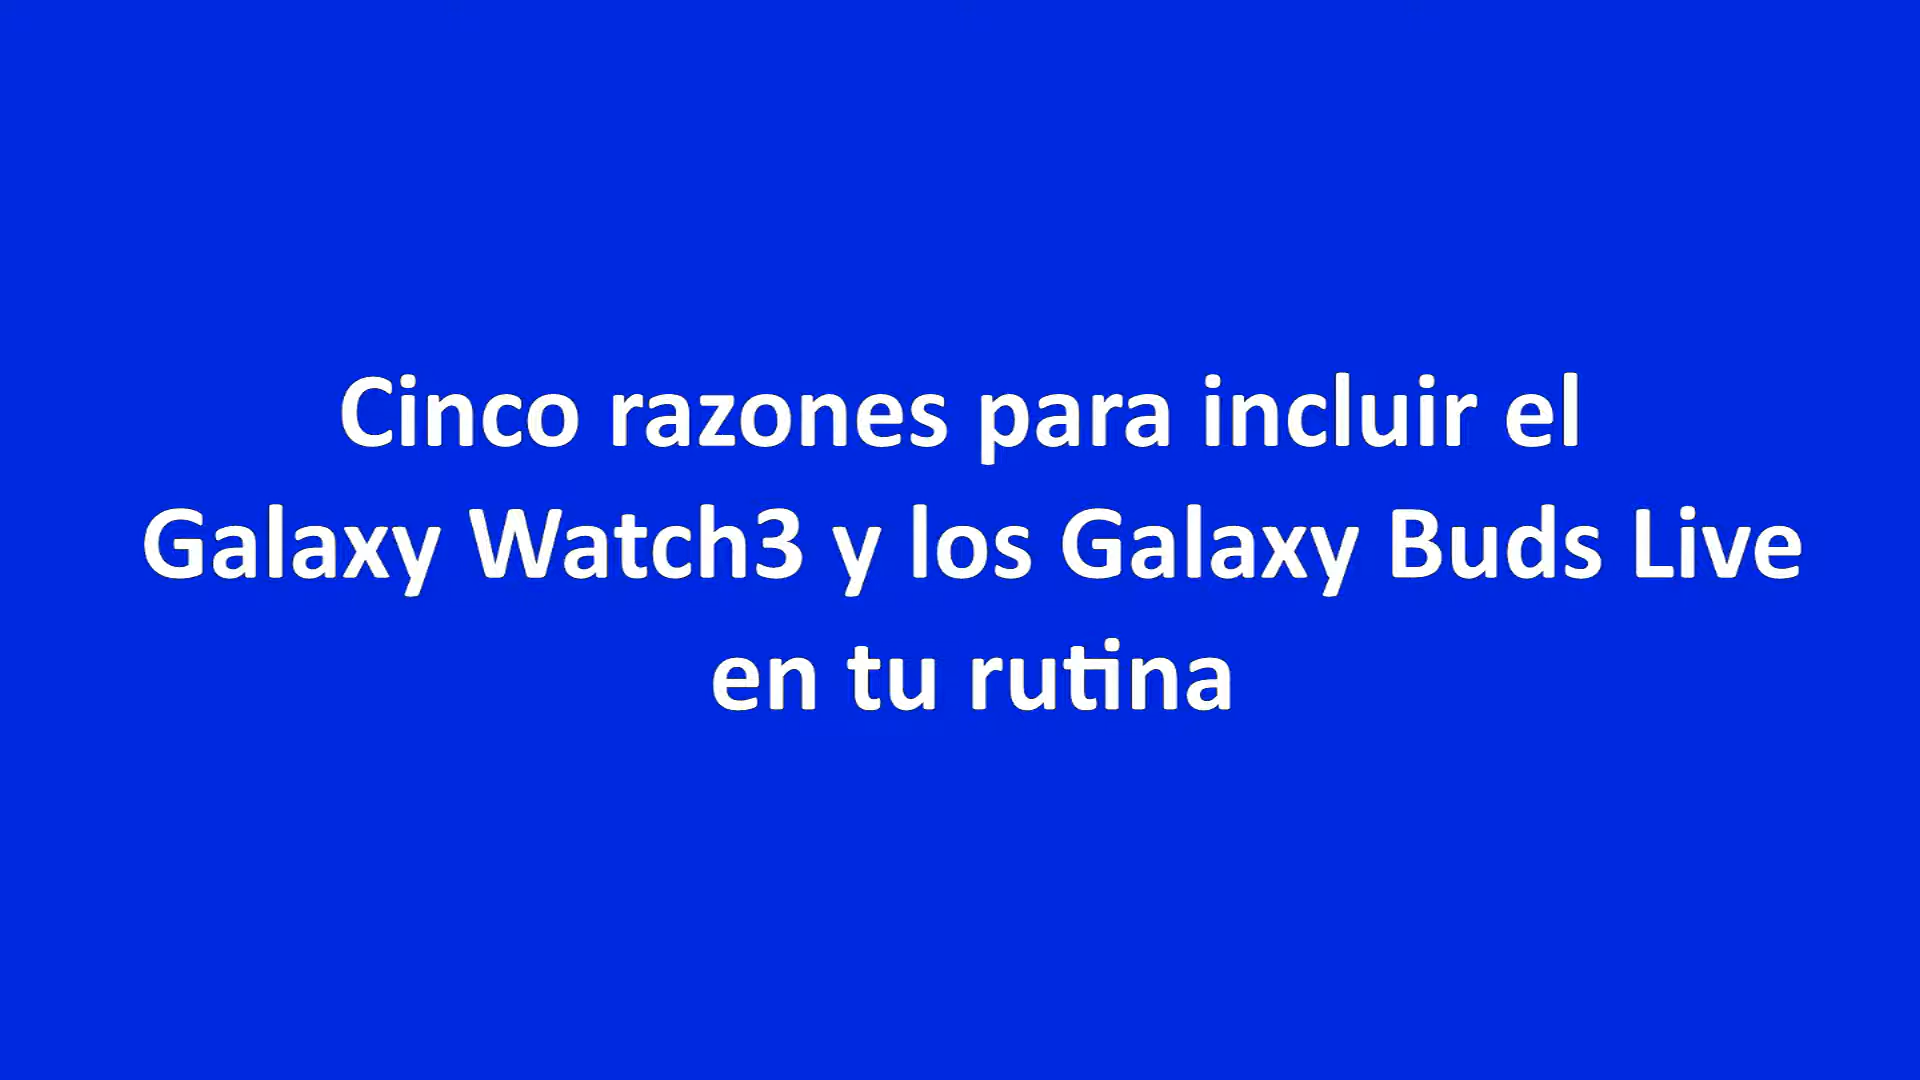 Cinco razones para incluir el
Galaxy Watch3 y los Galaxy Buds Live
en tu rutina